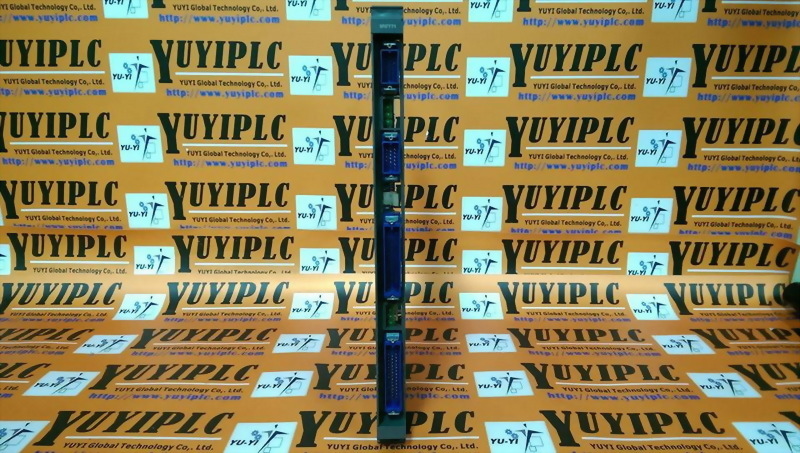 YUYIPLC
YUYI Global Technology Co,. Ltd.
http://www.yuyiplc.com
YU-YI